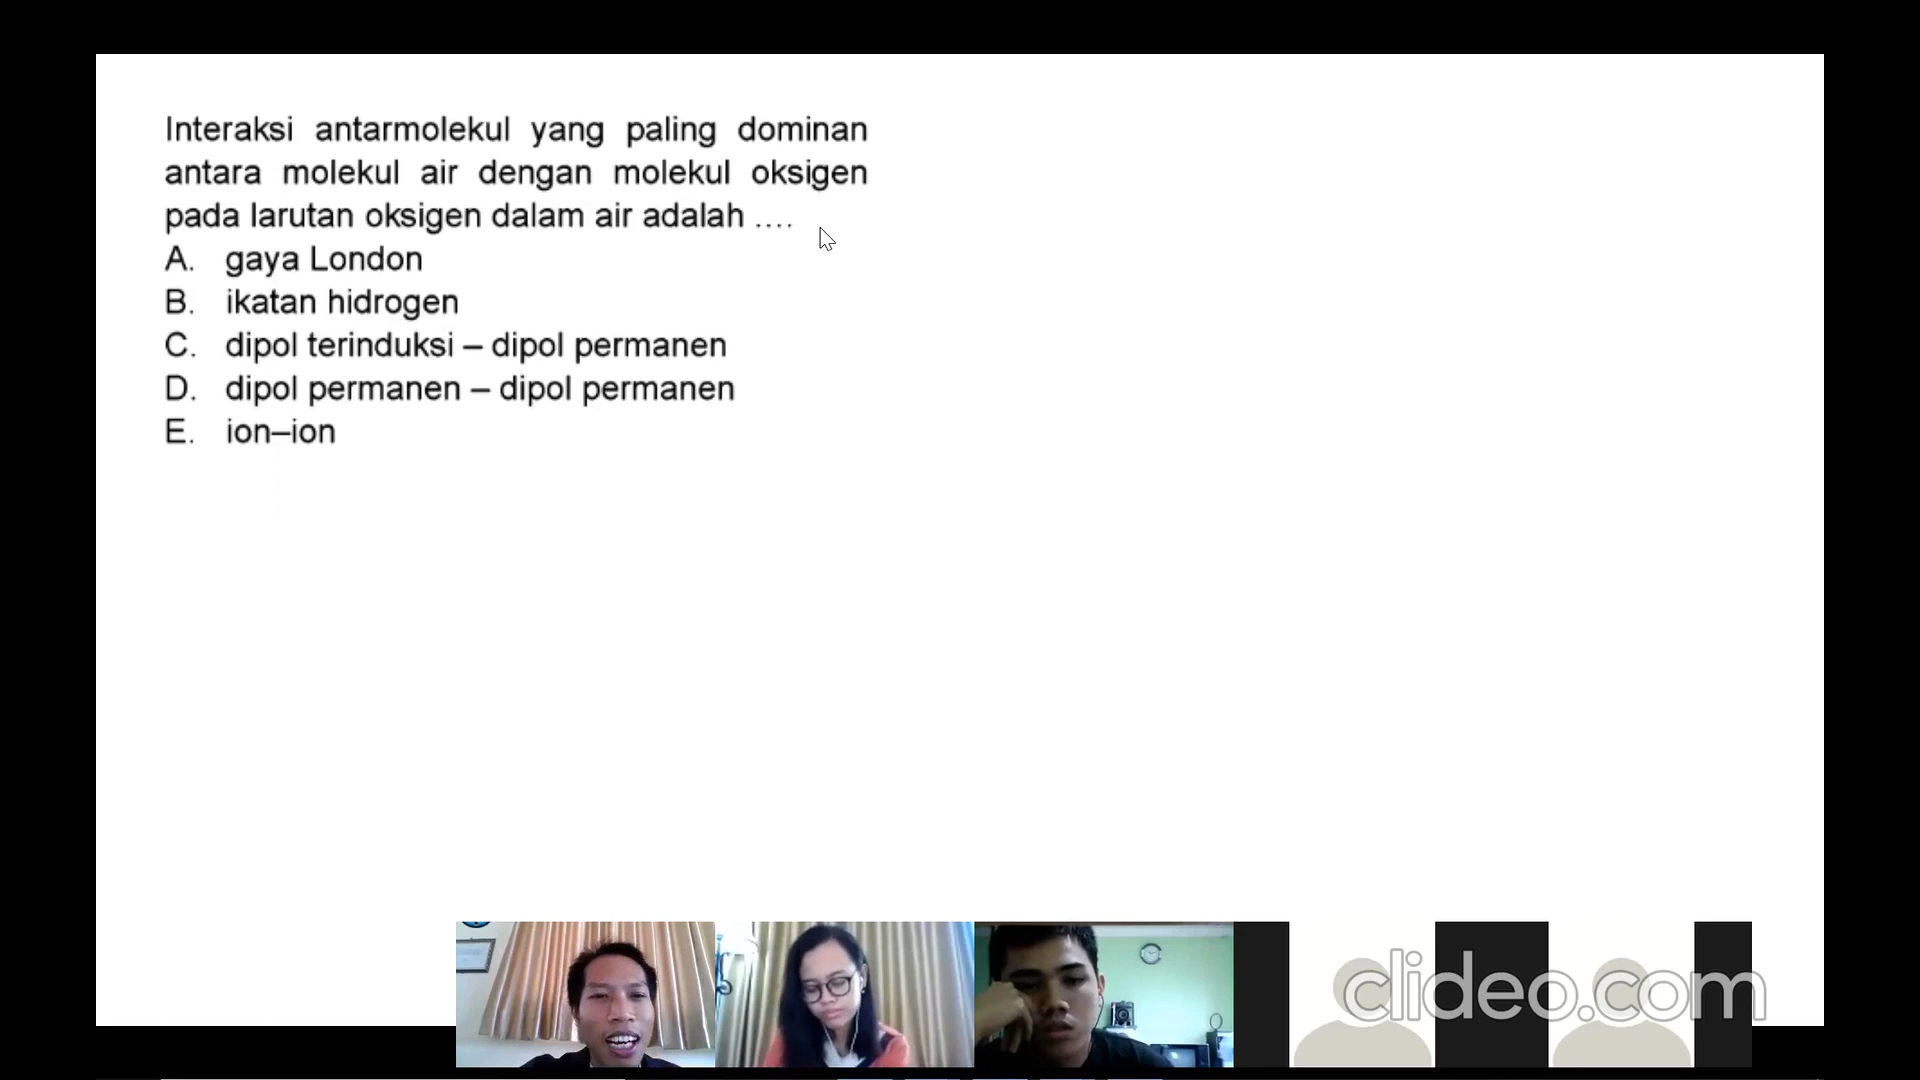 Interaksi antarmolekul yang paling dominan
antara molekul air dengan molekul oksigen
pada larutan oksigen dalam air adalah ....
A. gaya London
B. ikatan hidrogen
C. dipol terinduksi – dipol permanen
D. dipol permanen – dipol permanen
E. ion–ion
clideo.com